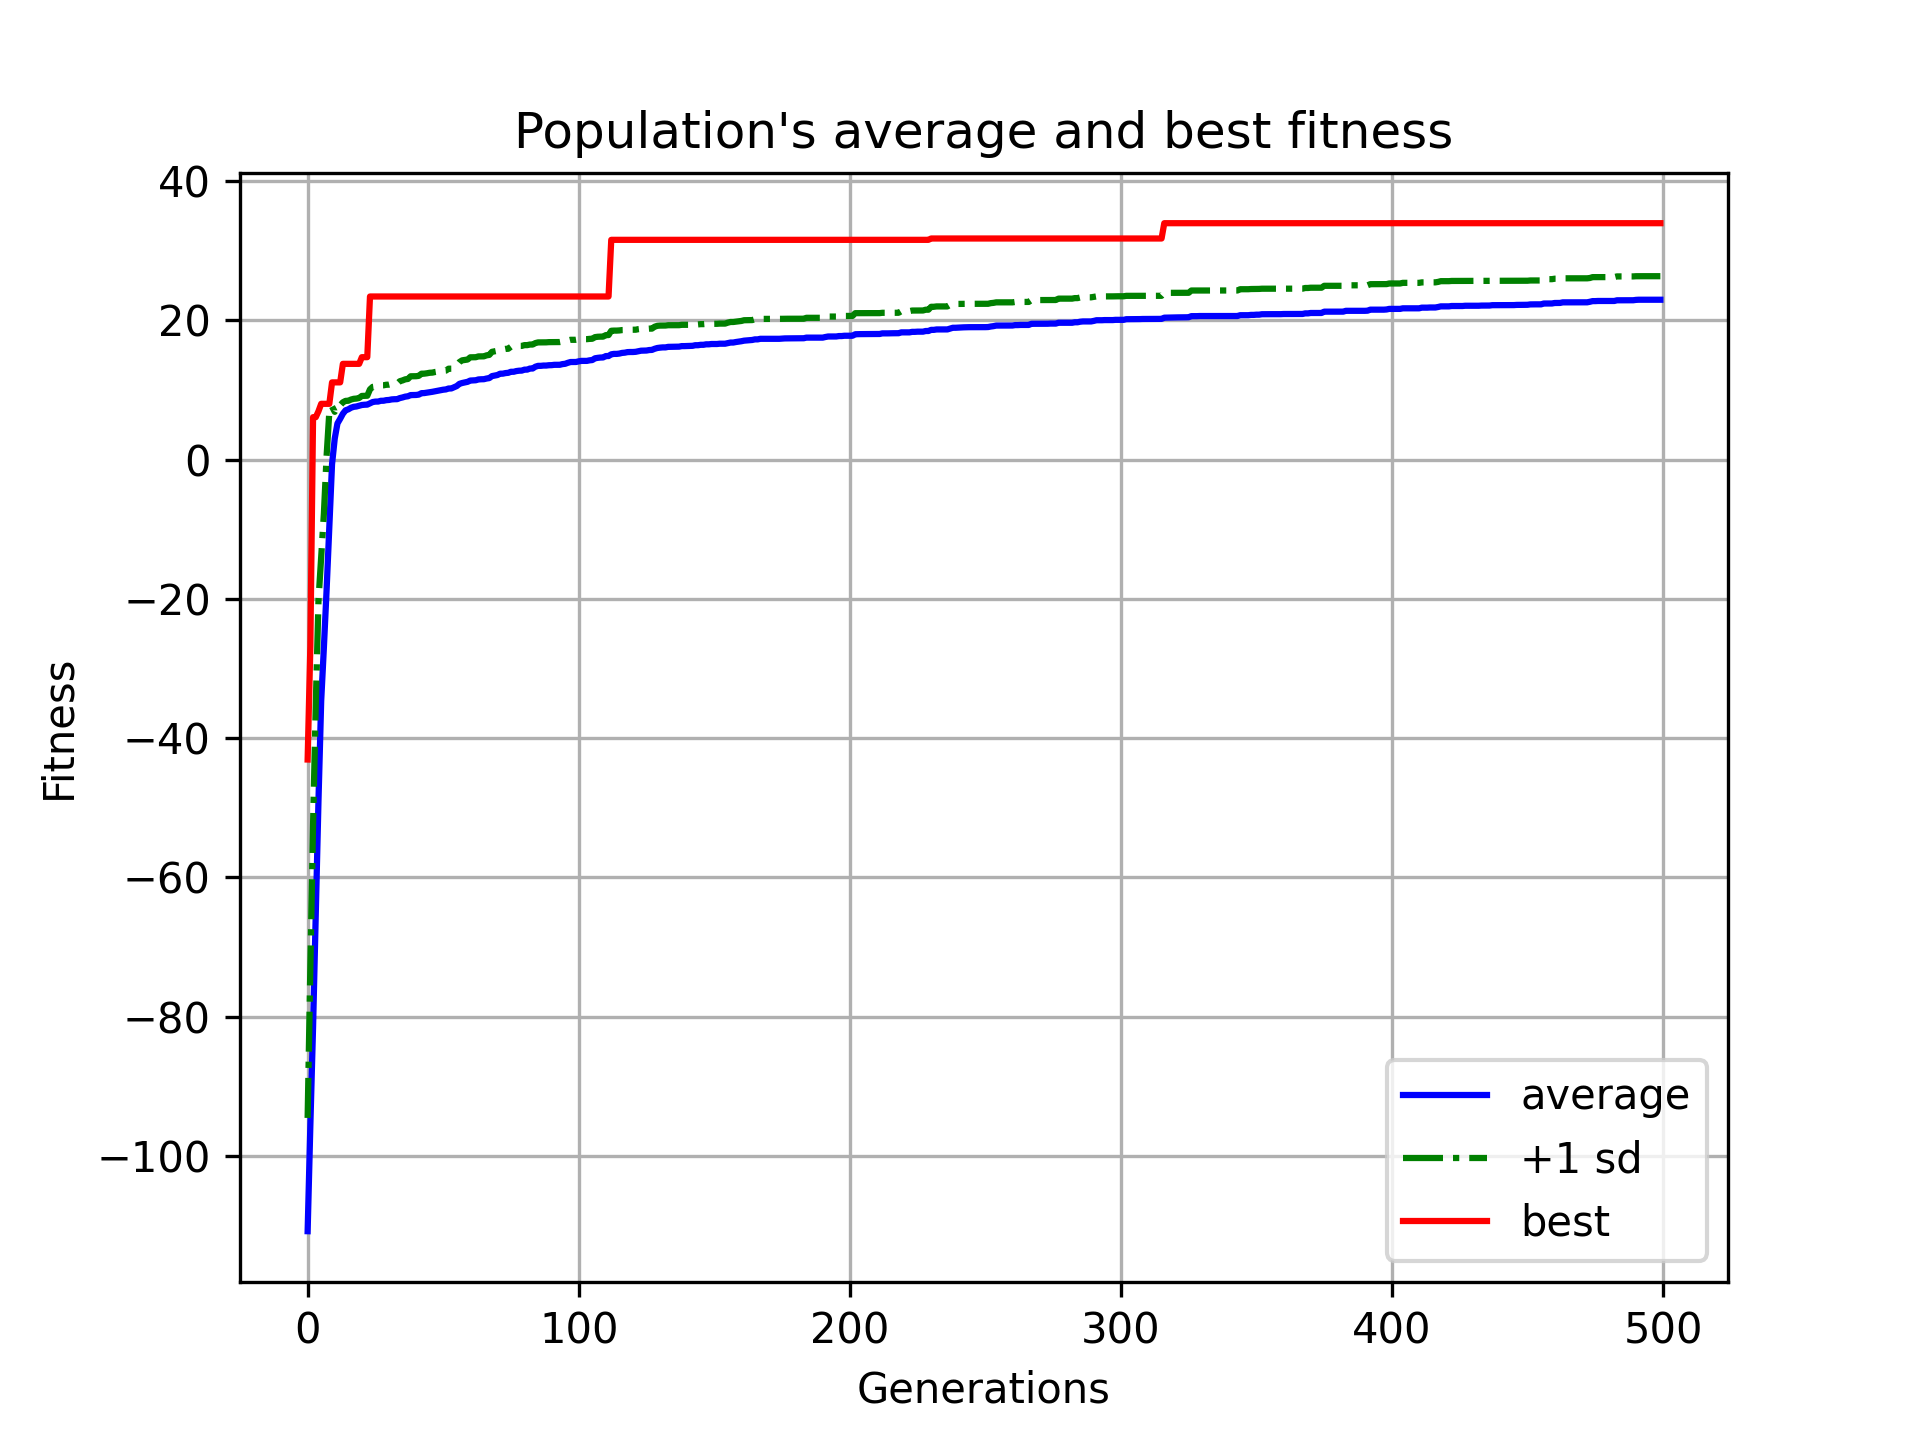 Population's average and best fitness
40
20
0
−20
−40
−60
−80
−100
Fitness
0 100 200 300 400 500
Generations
average
+1 sd
best